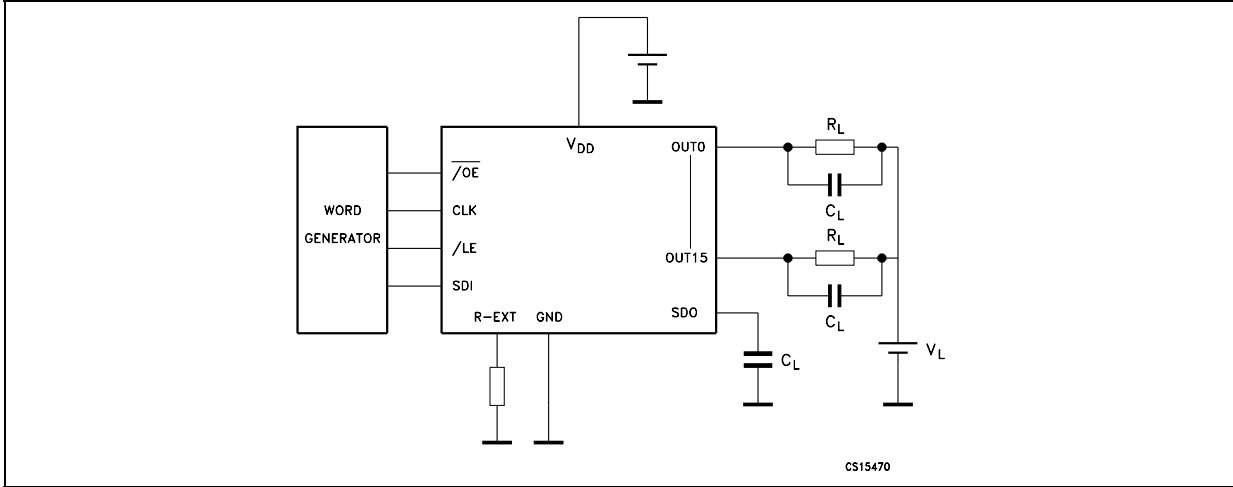 V_DD
OUT0
R_L
C_L
/OE
CLK
/LE
SDI
WORD
GENERATOR
R_L
OUT15
C_L
R-EXT GND
SDO
C_L
V_L
CS15470